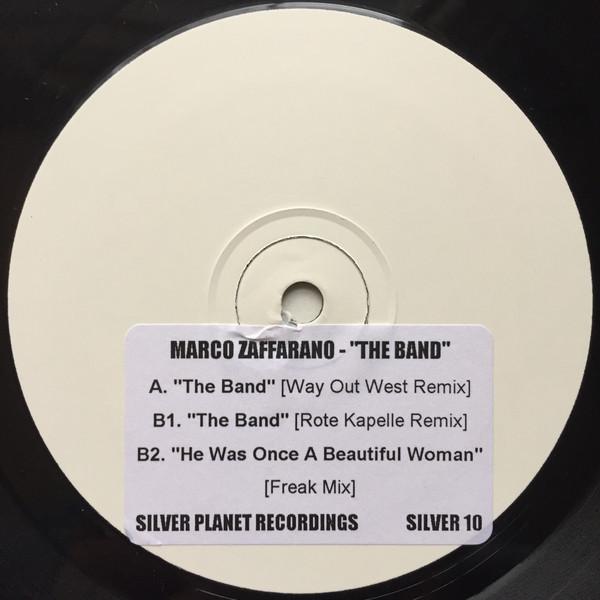 MARCO ZAFFARANO - "THE BAND"
A. "The Band" [Way Out West Remix]
B1. "The Band" [Rote Kapelle Remix]
B2. "He Was Once A Beautiful Woman"
[Freak Mix]
SILVER PLANET RECORDINGS SILVER 10